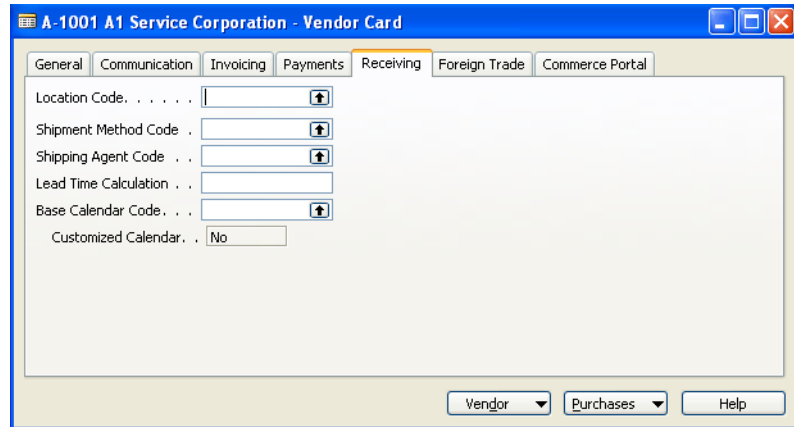 A-1001 A1 Service Corporation - Vendor Card
General Communication Invoicing Payments Receiving Foreign Trade Commerce Portal
Location Code. . . . . .
Shipment Method Code .
Shipping Agent Code . .
Lead Time Calculation . .
Base Calendar Code. . .
Customized Calendar. . No
Vendor Purchases Help